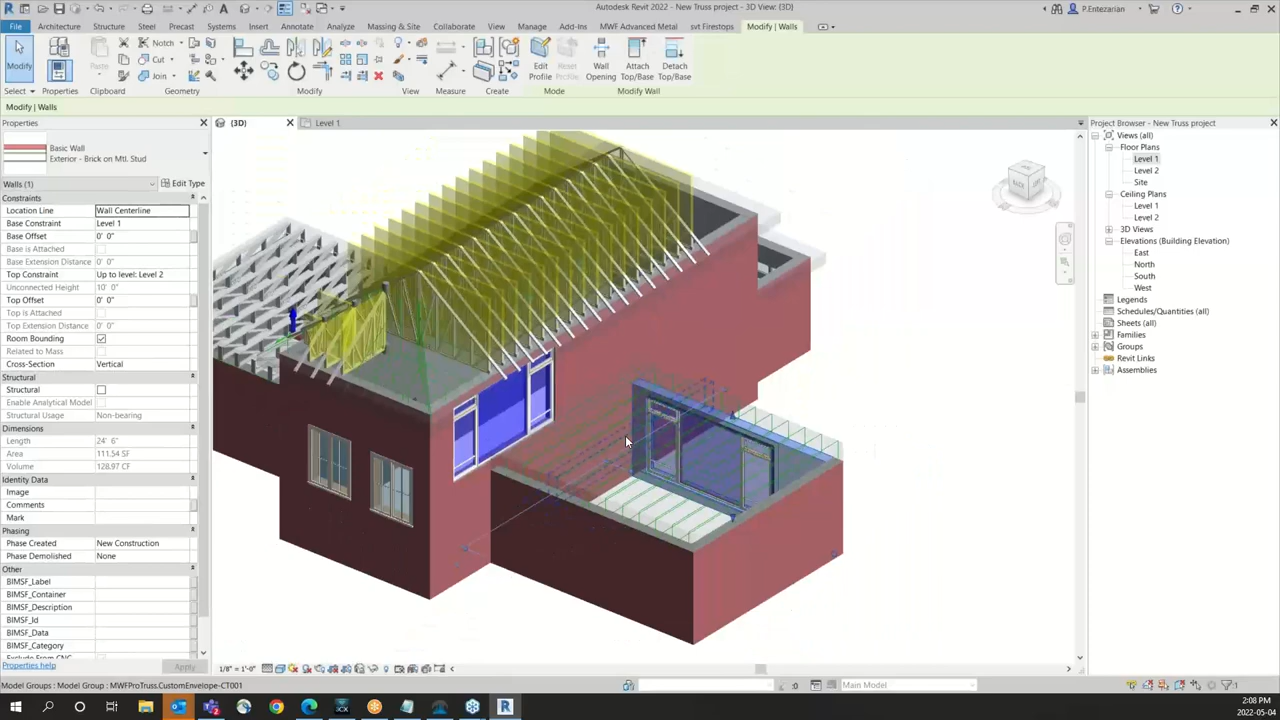 Autodesk Revit 2022 - New Truss project - 3D View: {3D}
P.Entezarian
File Architecture Structure Steel Precast Systems Insert Annotate Analyze Massing & Site Collaborate View Manage Add-Ins MWF Advanced Metal svt Firestops Modify | Walls
Modify
Paste
Notch
Cut
Join
Edit Profile
Reset Profile
Wall Opening
Attach Top/Base
Detach Top/Base
Select Properties Clipboard Geometry Modify View Measure Create Mode Modify Wall
Modify | Walls
Properties
{3D}
Level 1
Project Browser - New Truss project
Basic Wall
Exterior - Brick on Mtl. Stud
Walls (1) Edit Type
Constraints
Location Line Wall Centerline
Base Constraint Level 1
Base Offset 0' 0"
Base is Attached
Base Extension Distance 0' 0"
Top Constraint Up to level: Level 2
Unconnected Height 10' 0"
Top Offset 0' 0"
Top is Attached
Top Extension Distance 0' 0"
Room Bounding
Related to Mass
Cross-Section Vertical
Structural
Structural
Enable Analytical Model
Structural Usage Non-bearing
Dimensions
Length 24' 6"
Area 111.54 SF
Volume 128.97 CF
Identity Data
Image
Comments
Mark
Phasing
Phase Created New Construction
Phase Demolished None
Other
BIMSF_Label
BIMSF_Container
BIMSF_Description
BIMSF_Id
BIMSF_Data
BIMSF_Category
Properties help Apply
Views (all)
Floor Plans
Level 1
Level 2
Site
Ceiling Plans
Level 1
Level 2
3D Views
Elevations (Building Elevation)
East
North
South
West
Legends
Schedules/Quantities (all)
Sheets (all)
Families
Groups
Revit Links
Assemblies
1/8" = 1'-0"
Model Groups : Model Group : MWFProTruss.CustomEnvelope-CT001
:0
Main Model
:1
2:08 PM
2022-05-04